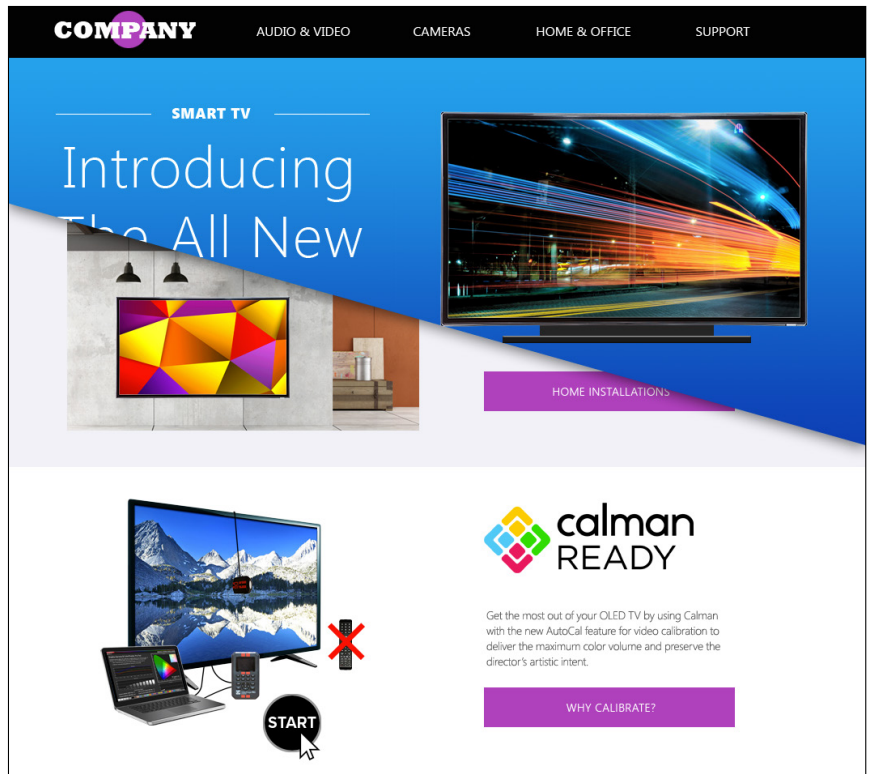 COMPANY
AUDIO & VIDEO
CAMERAS
HOME & OFFICE
SUPPORT
SMART TV
Introducing
The All New
HOME INSTALLATIONS
calman
READY
Get the most out of your OLED TV by using Calman
with the new AutoCal feature for video calibration to
deliver the maximum color volume and preserve the
director's artistic intent.
START
WHY CALIBRATE?